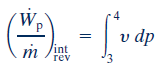 (Ẇp / ṁ) int rev = ∫₃⁴ υ dp